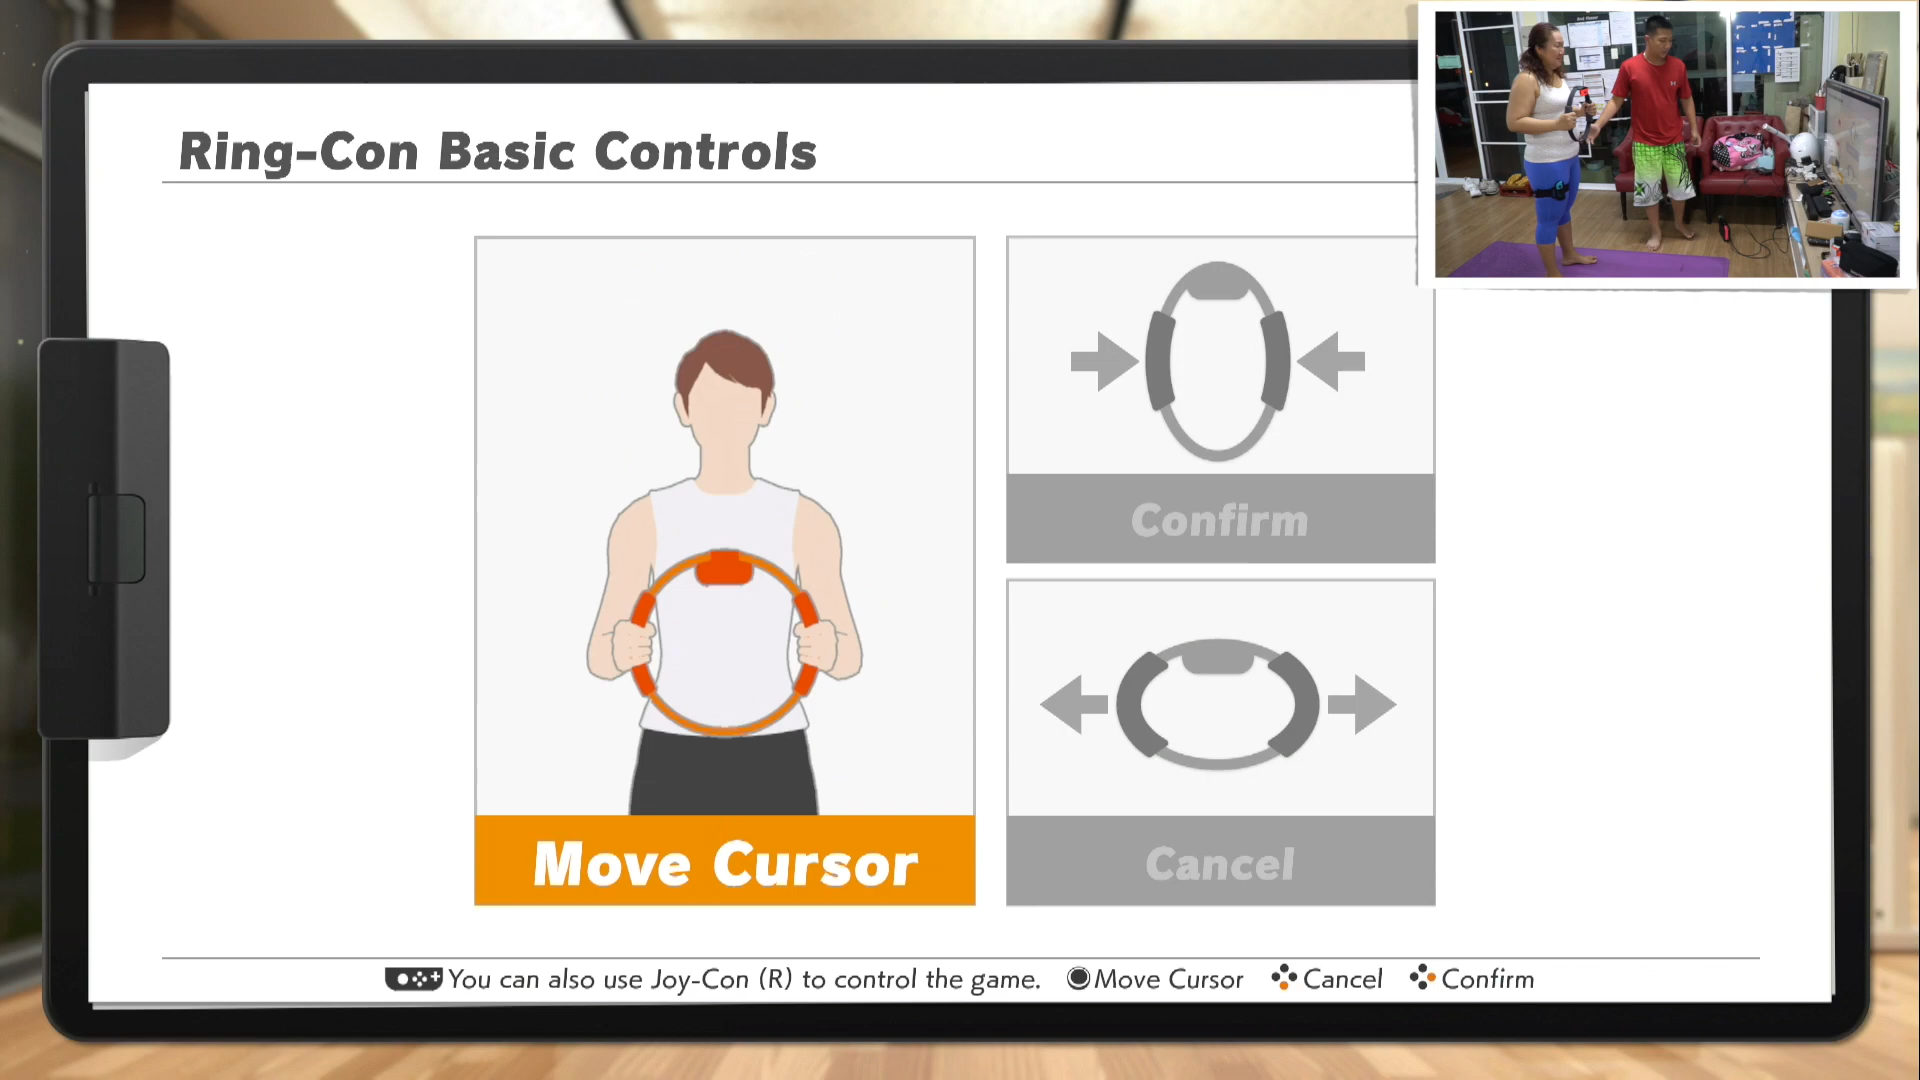 Ring-Con Basic Controls
Confirm
Move Cursor
Cancel
You can also use Joy-Con (R) to control the game. Move Cursor Cancel Confirm